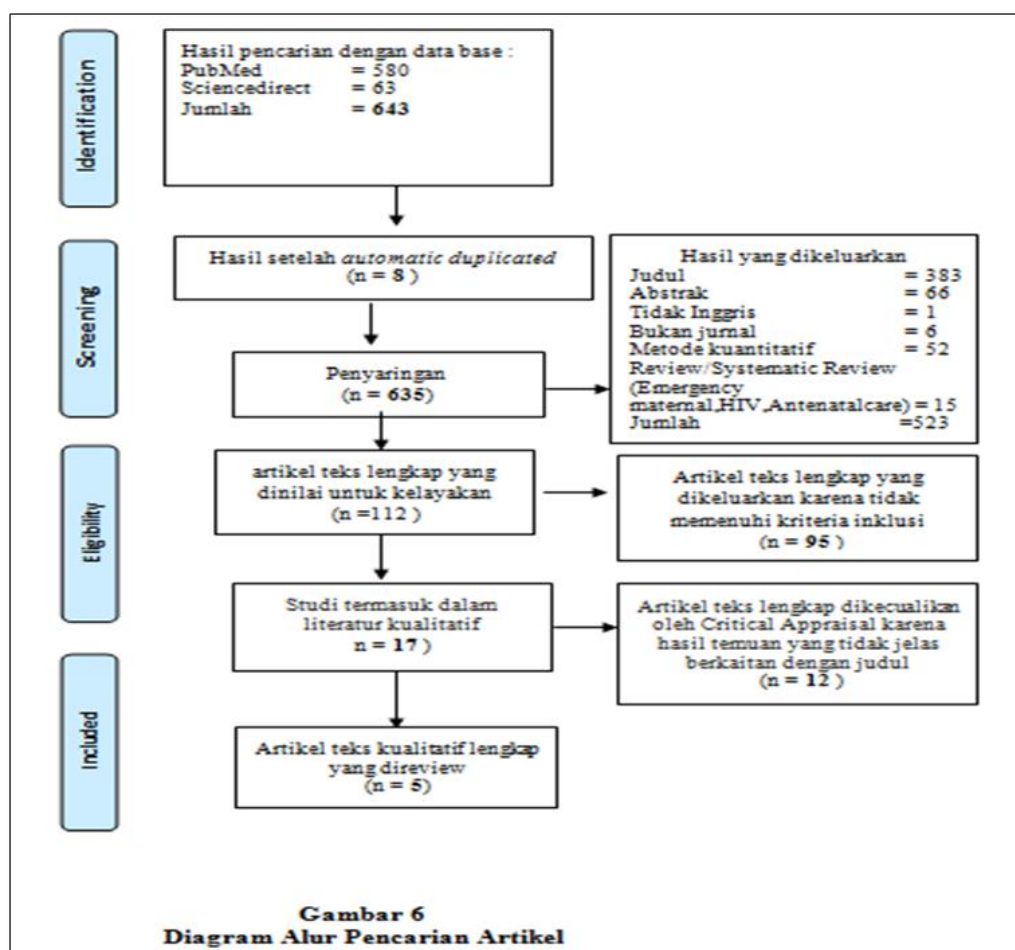 Identification
Hasil pencarian dengan data base :
PubMed = 580
Sciencedirect = 63
Jumlah = 643
Screening
Hasil setelah automatic duplicated
(n = 8 )
Hasil yang dikeluarkan
Judul = 383
Abstrak = 66
Tidak Inggris = 1
Bukan jurnal = 6
Metode kuantitatif = 52
Review/Systematic Review
(Emergency
maternal,HIV,Antenatalcare) = 15
Jumlah =523
Penyaringan
(n = 635)
Eligibility
artikel teks lengkap yang
dinilai untuk kelayakan
(n =112 )
Artikel teks lengkap yang
dikeluarkan karena tidak
memenuhi kriteria inklusi
(n = 95 )
Studi termasuk dalam
literatur kualitatif
n = 17 )
Artikel teks lengkap dikecualikan
oleh Critical Appraisal karena
hasil temuan yang tidak jelas
berkaitan dengan judul
(n = 12 )
Included
Artikel teks kualitatif lengkap
yang direview
(n = 5)
Gambar 6
Diagram Alur Pencarian Artikel